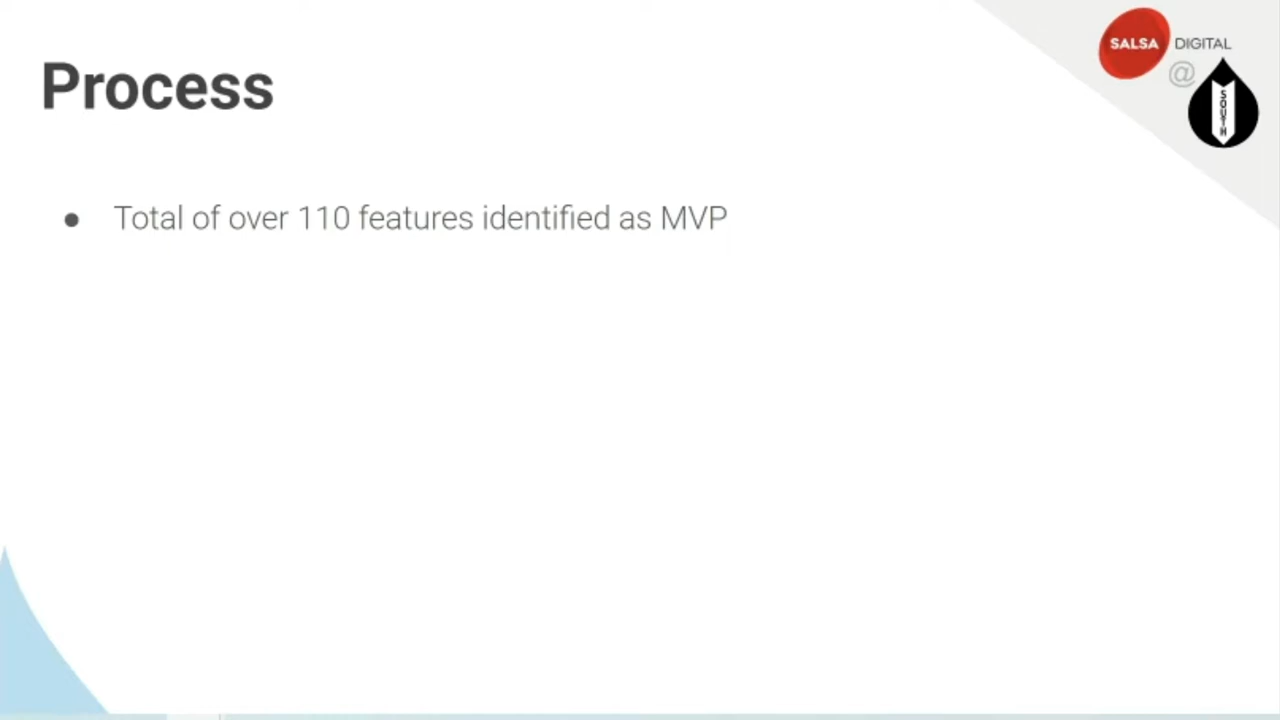 SALSA DIGITAL
@
SOUTH
Process
● Total of over 110 features identified as MVP